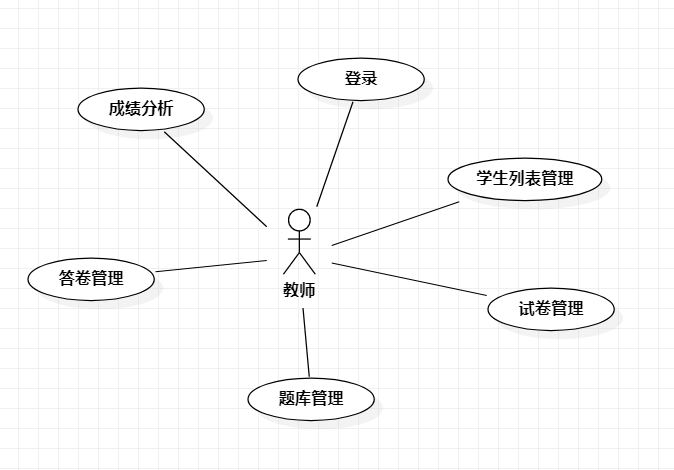 登录
成绩分析
学生列表管理
答卷管理
教师
试卷管理
题库管理